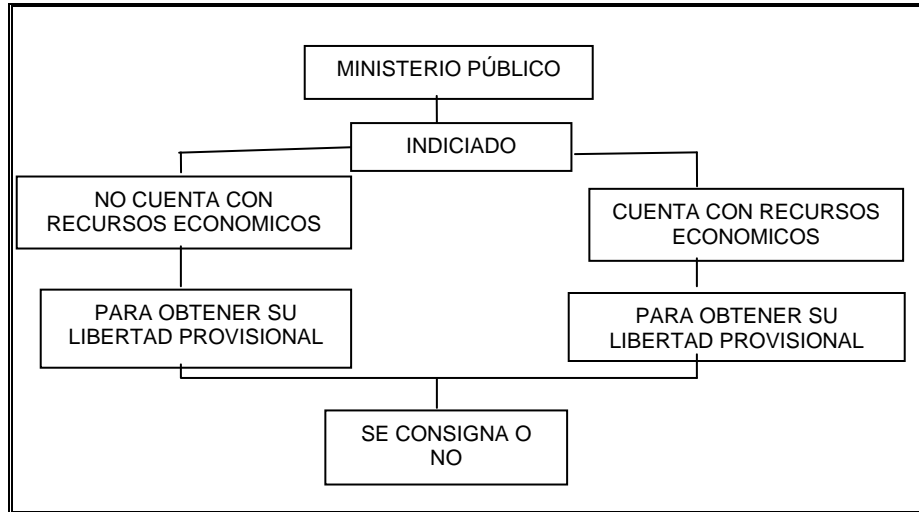 MINISTERIO PÚBLICO
INDICIADO
NO CUENTA CON
RECURSOS ECONOMICOS
CUENTA CON RECURSOS
ECONOMICOS
PARA OBTENER SU
LIBERTAD PROVISIONAL
PARA OBTENER SU
LIBERTAD PROVISIONAL
SE CONSIGNA O
NO